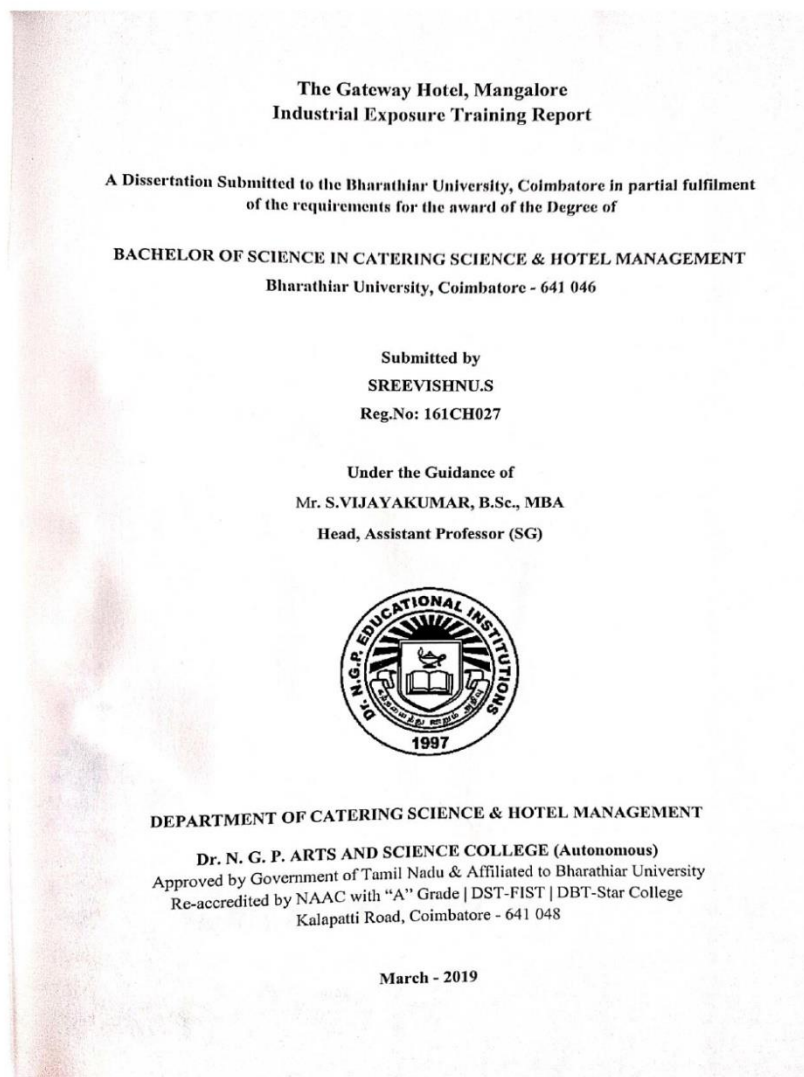 The Gateway Hotel, Mangalore
Industrial Exposure Training Report
A Dissertation Submitted to the Bharathiar University, Coimbatore in partial fulfilment
of the requirements for the award of the Degree of
BACHELOR OF SCIENCE IN CATERING SCIENCE & HOTEL MANAGEMENT
Bharathiar University, Coimbatore - 641 046
Submitted by
SREEVISHNU.S
Reg.No: 161CH027
Under the Guidance of
Mr. S.VIJAYAKUMAR, B.Sc., MBA
Head, Assistant Professor (SG)
Dr. N.G.P. EDUCATIONAL INSTITUTIONS
1997
DEPARTMENT OF CATERING SCIENCE & HOTEL MANAGEMENT
Dr. N. G. P. ARTS AND SCIENCE COLLEGE (Autonomous)
Approved by Government of Tamil Nadu & Affiliated to Bharathiar University
Re-accredited by NAAC with “A” Grade | DST-FIST | DBT-Star College
Kalapatti Road, Coimbatore - 641 048
March - 2019